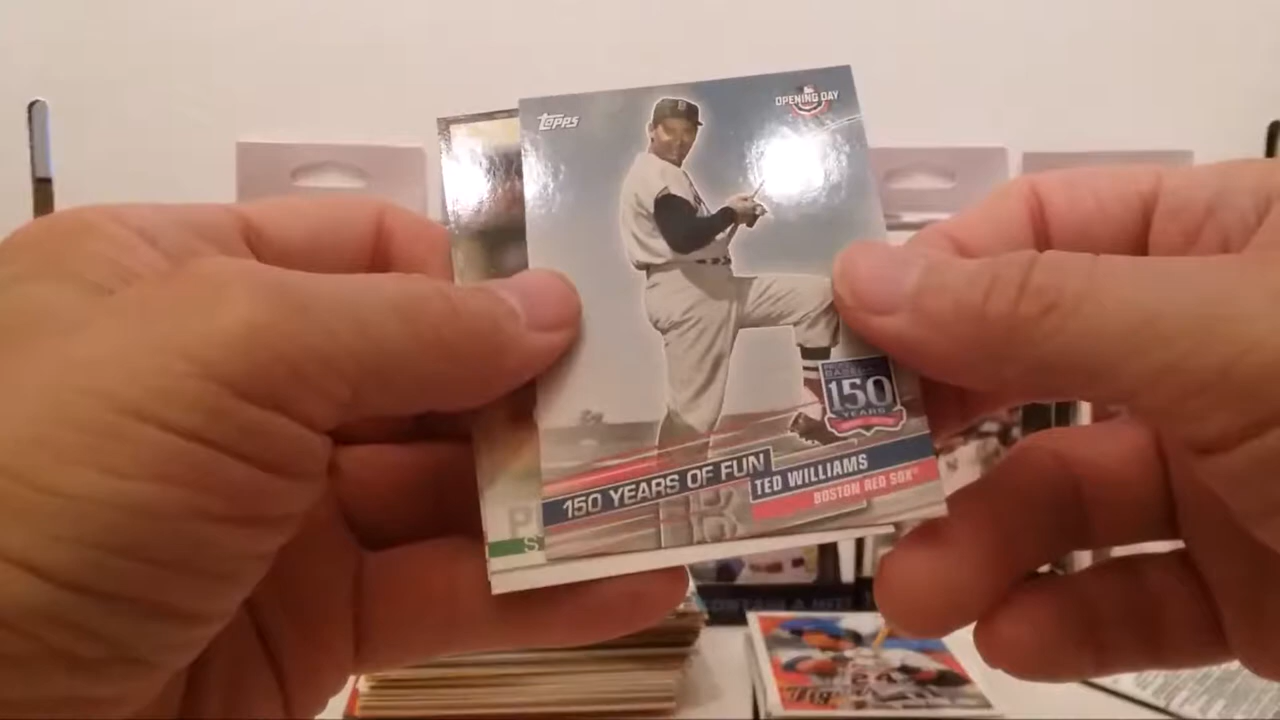 OPENING DAY
TOPPS
150
YEARS
150 YEARS OF FUN
TED WILLIAMS
BOSTON RED SOX